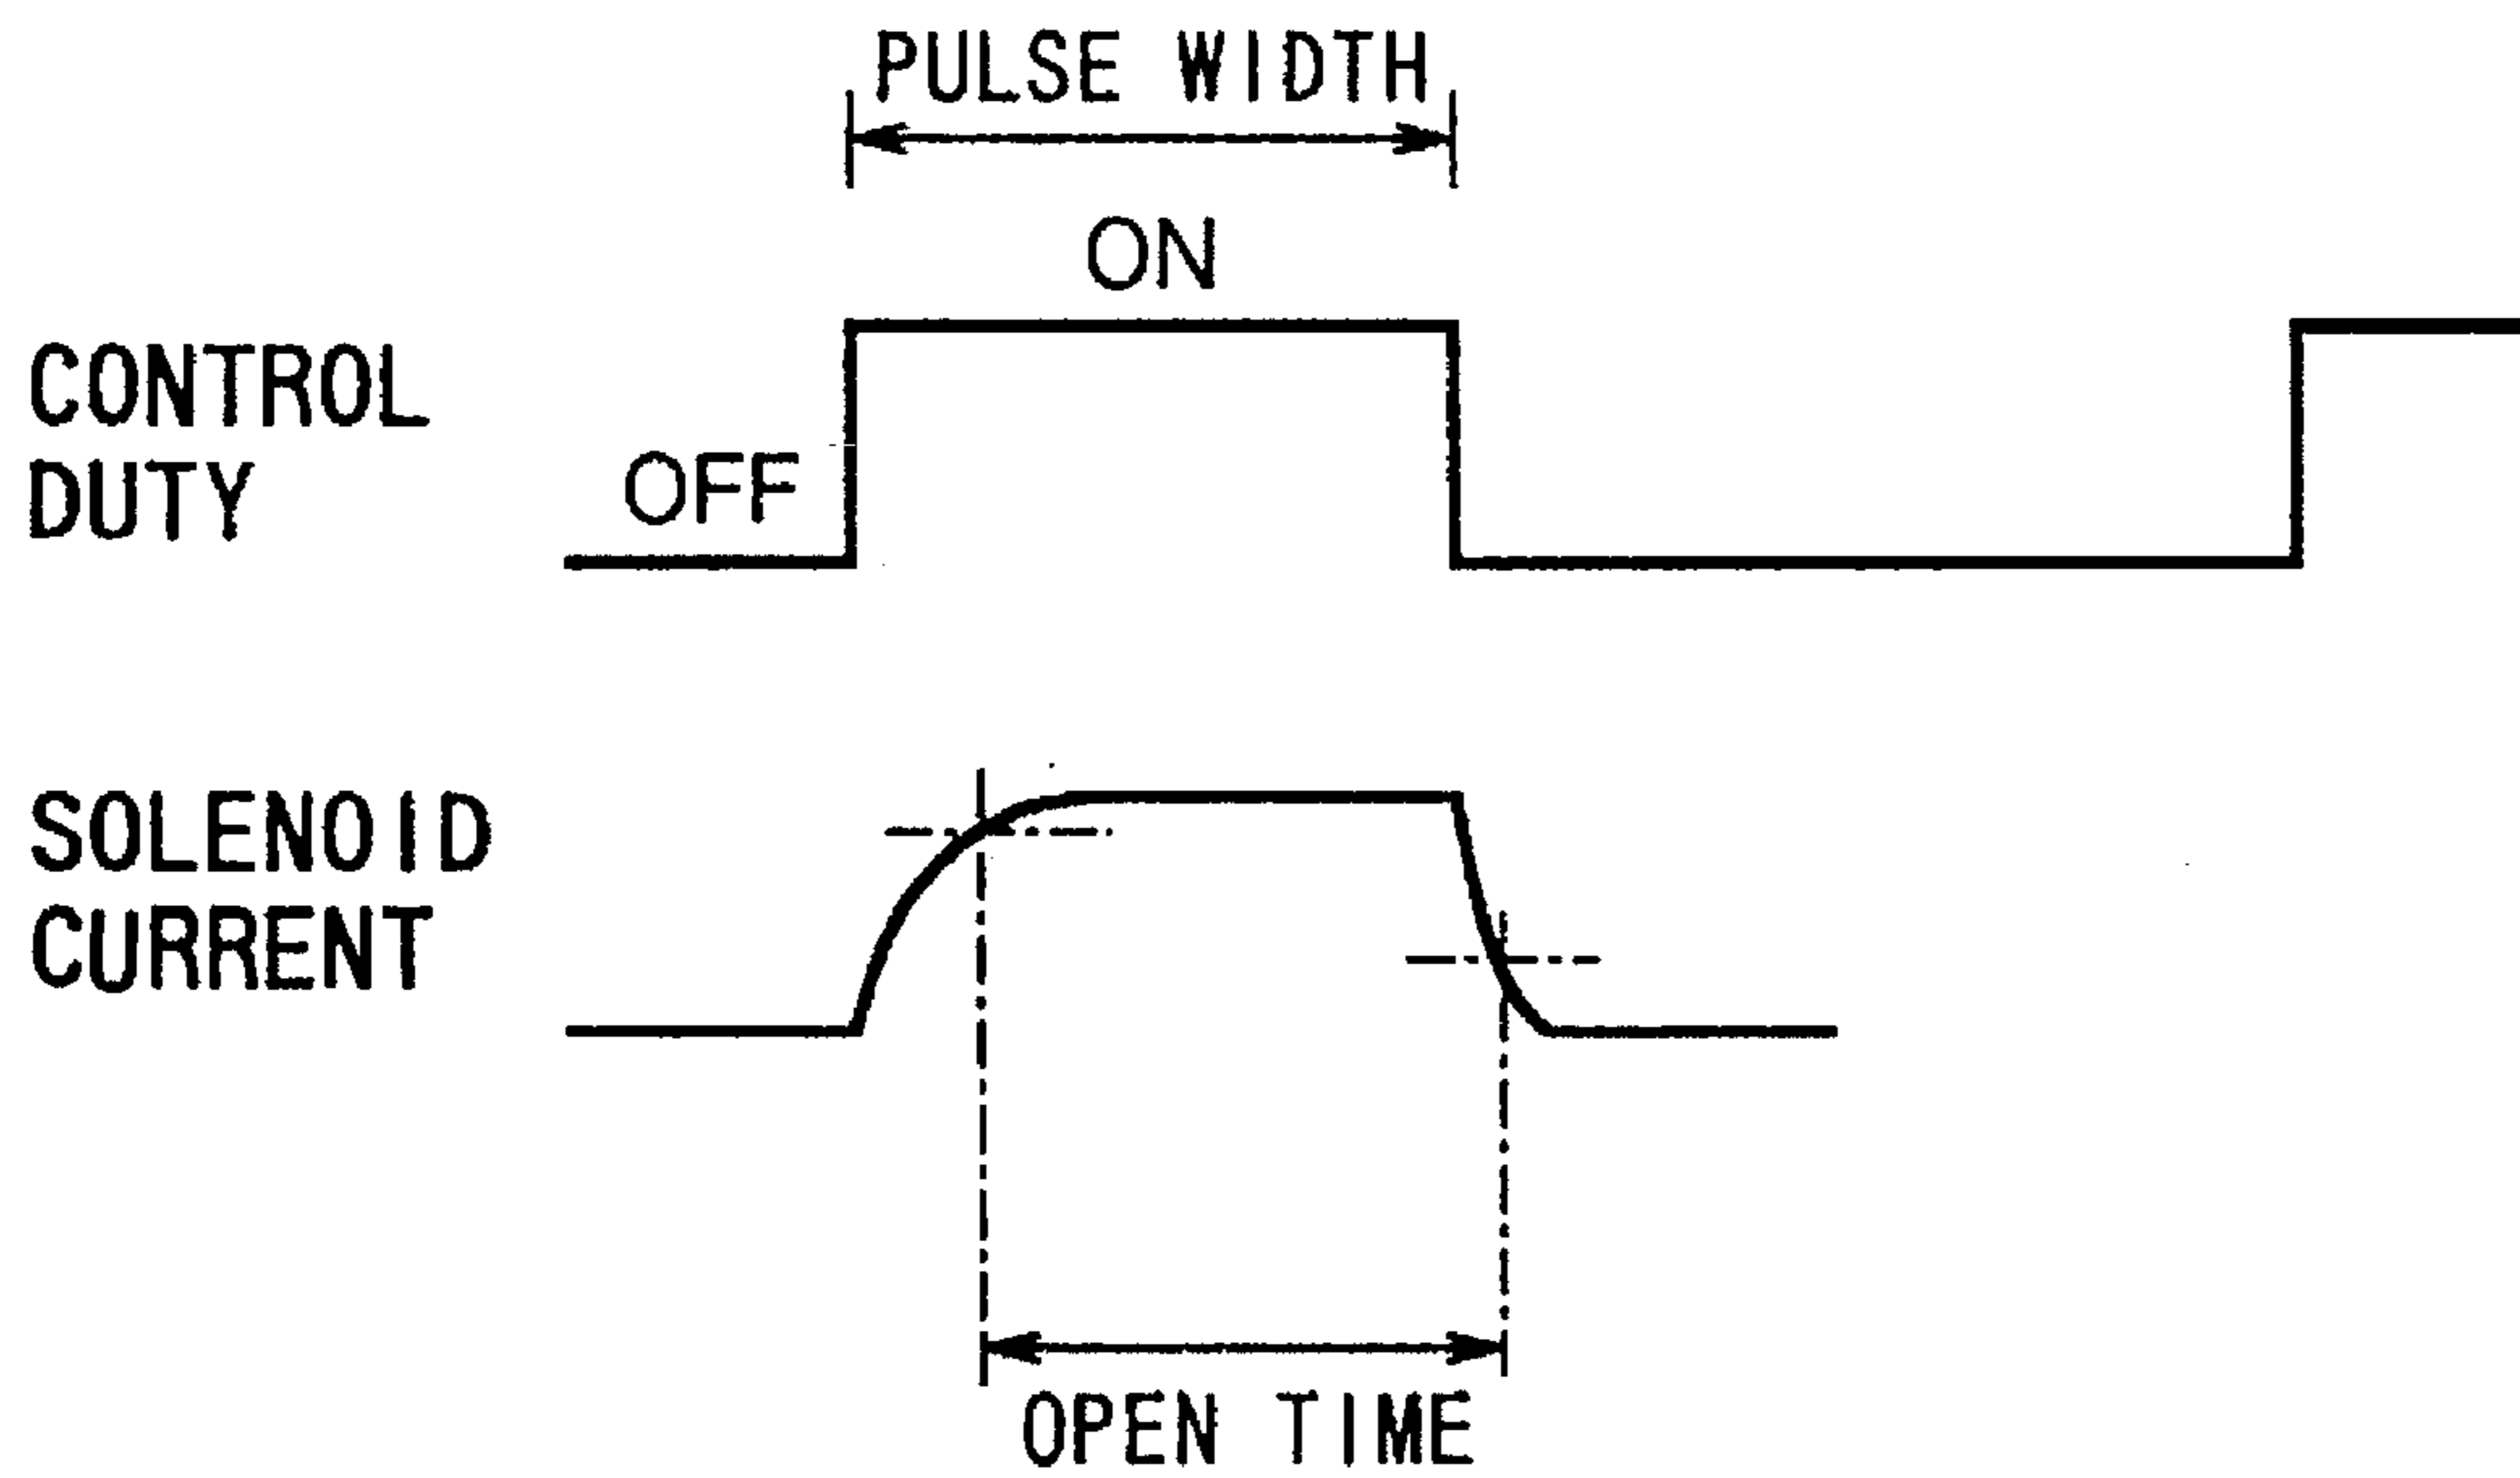 PULSE WIDTH
ON
CONTROL
DUTY
OFF
SOLENOID
CURRENT
OPEN TIME